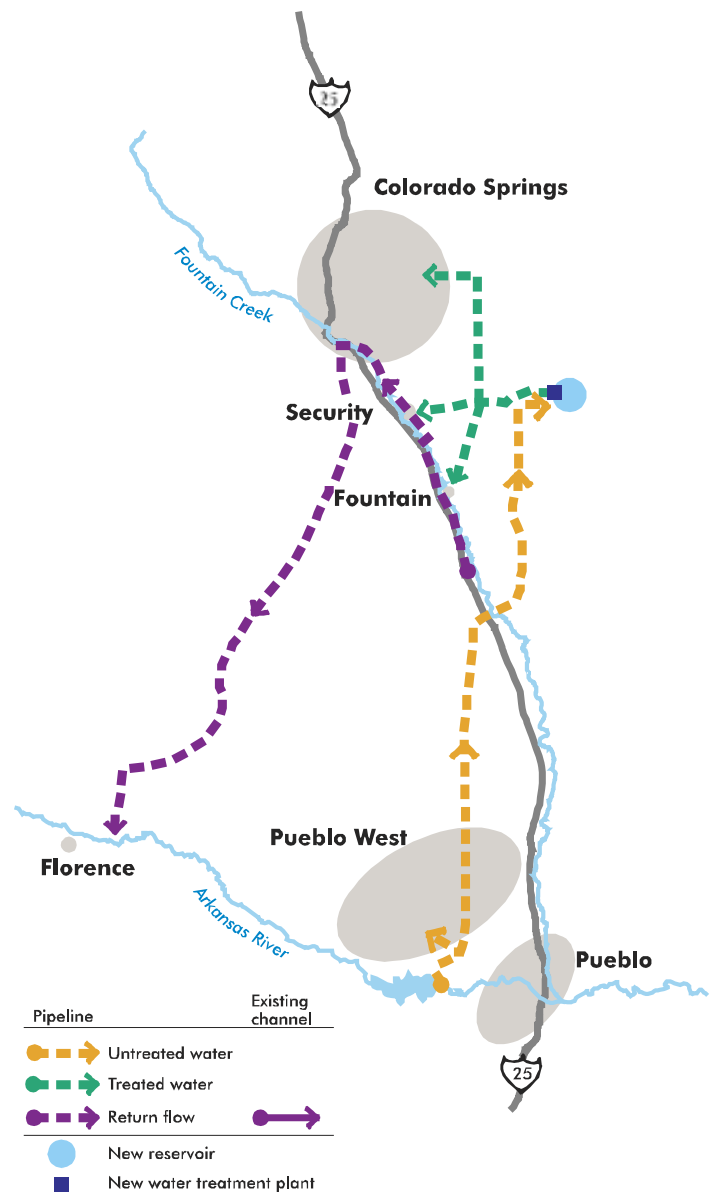 25
Colorado Springs
Fountain Creek
Security
Fountain
Pueblo West
Florence
Arkansas River
Pueblo
25
Pipeline
Existing
channel
Untreated water
Treated water
Return flow
New reservoir
New water treatment plant